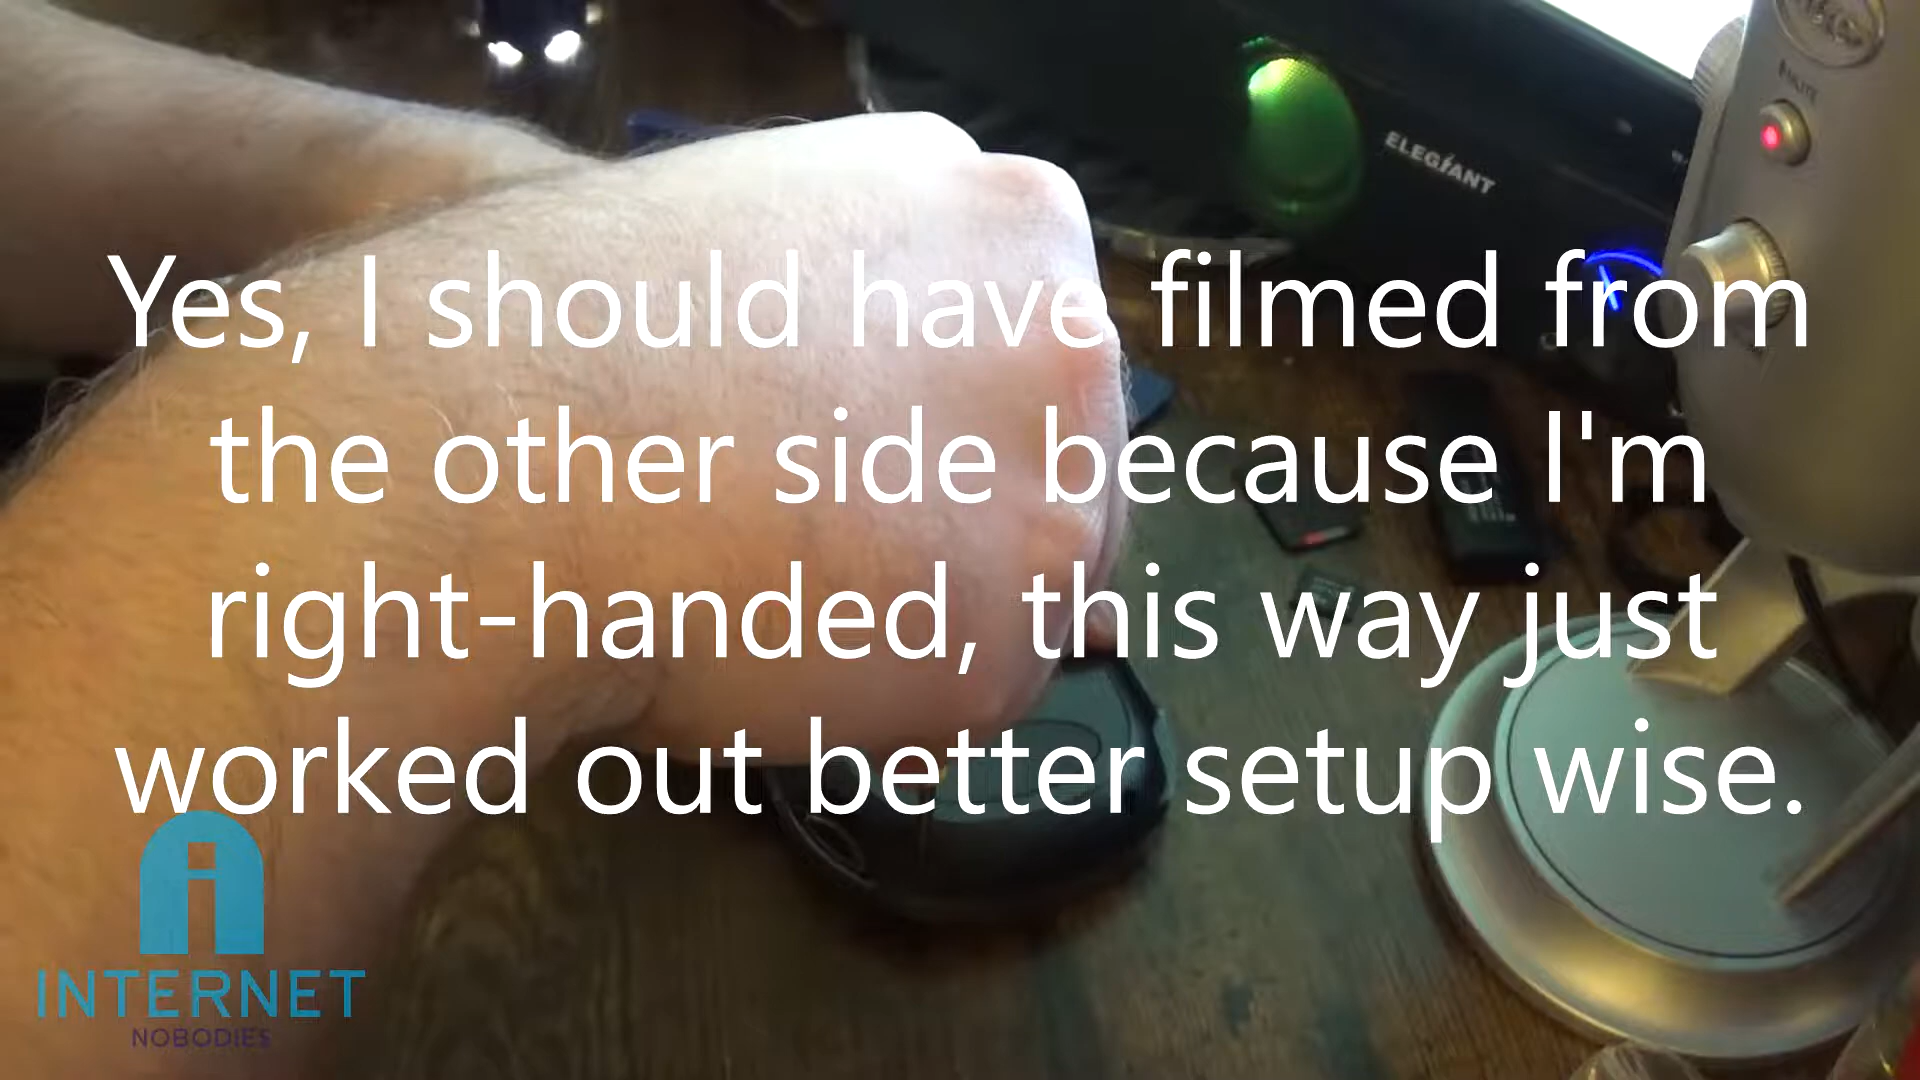 MUTE
ELEGIANT
Yes, I should have filmed from
the other side because I'm
right-handed, this way just
worked out better setup wise.
INTERNET
NOBODIES